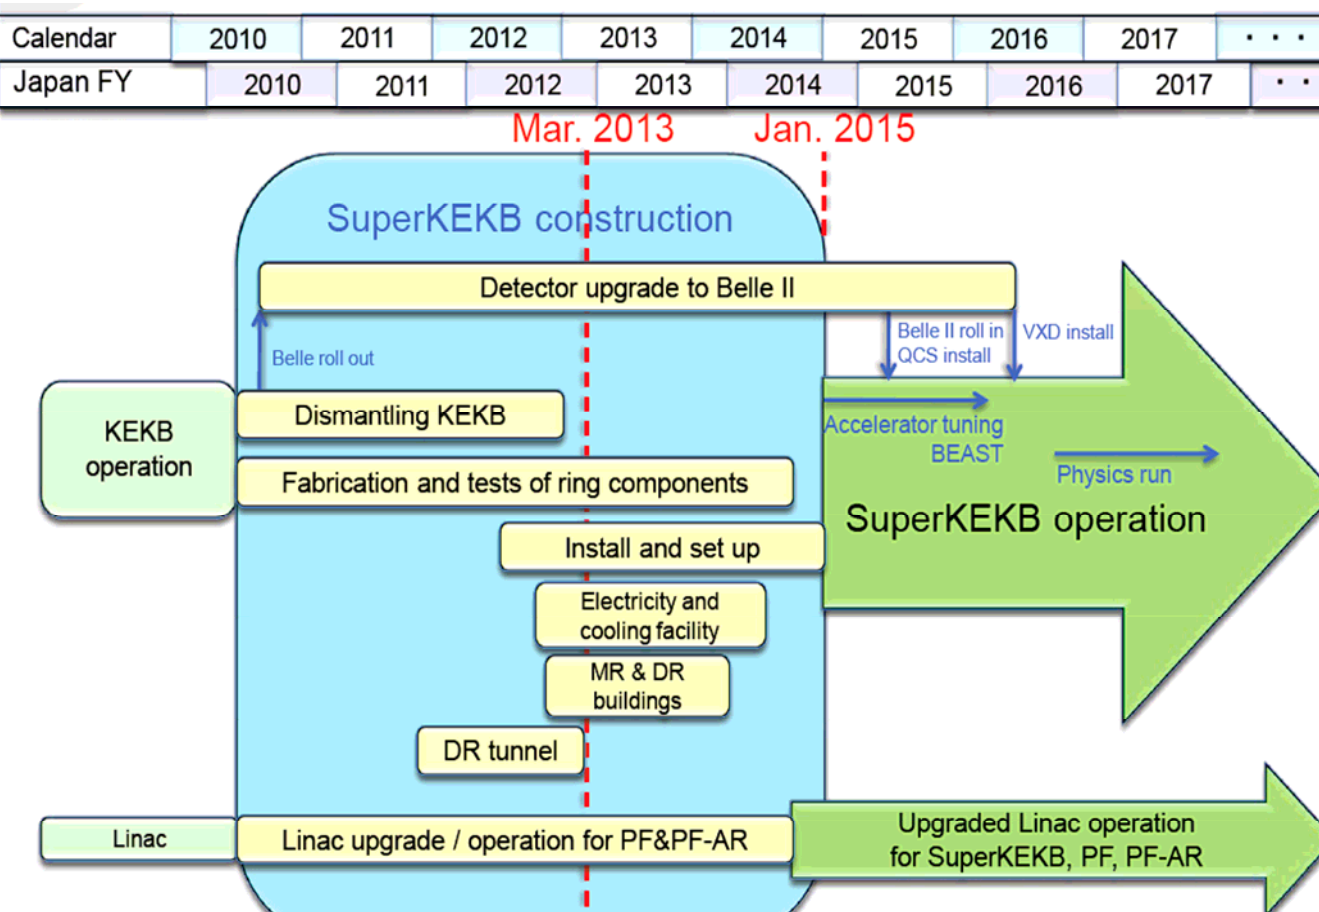 Calendar 2010 2011 2012 2013 2014 2015 2016 2017 · · ·
Japan FY 2010 2011 2012 2013 2014 2015 2016 2017 · ·
Mar. 2013 Jan. 2015
SuperKEKB construction
Detector upgrade to Belle II
Belle roll out
Belle II roll in
QCS install
VXD install
KEKB
operation
Dismantling KEKB
Accelerator tuning
BEAST
Physics run
Fabrication and tests of ring components
SuperKEKB operation
Install and set up
Electricity and
cooling facility
MR & DR
buildings
DR tunnel
Linac
Linac upgrade / operation for PF&PF-AR
Upgraded Linac operation
for SuperKEKB, PF, PF-AR